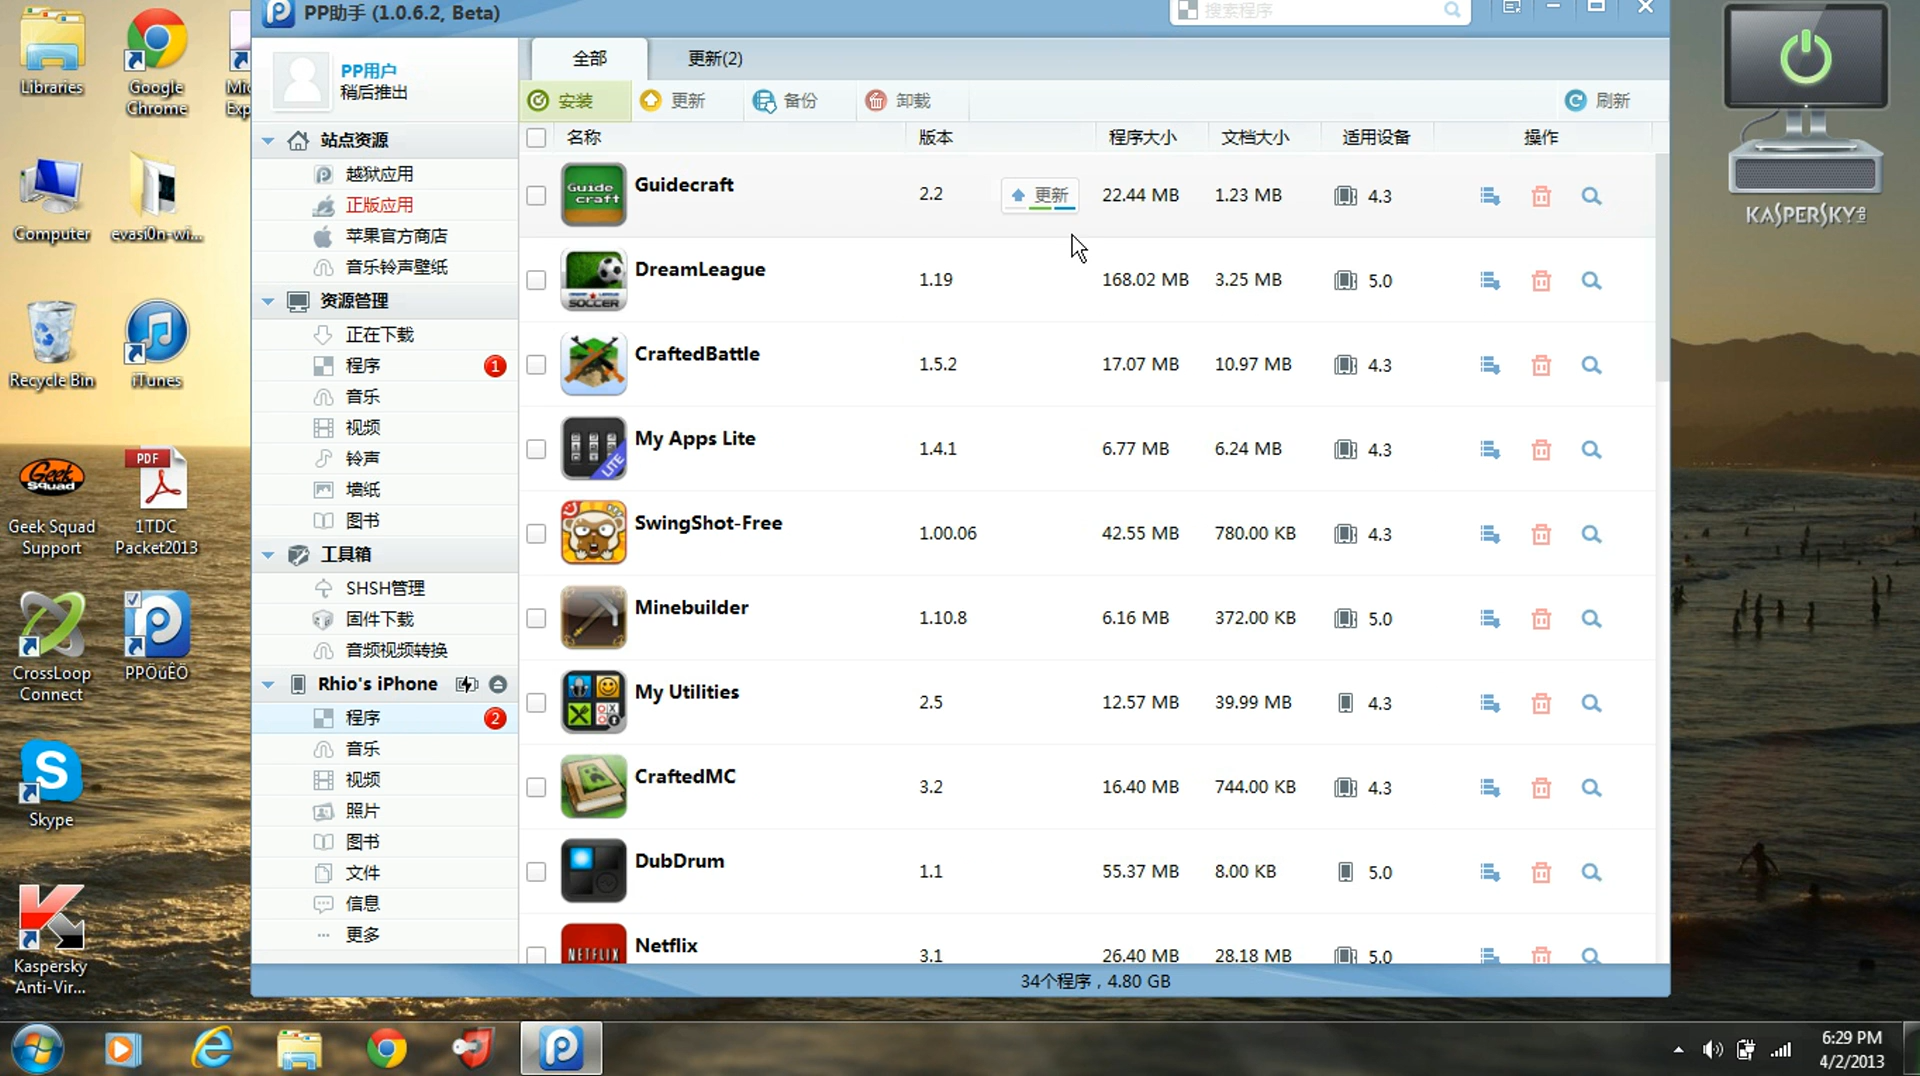 PP助手 (1.0.6.2, Beta)
搜索程序
PP用户
稍后推出
全部
更新(2)
安装
更新
备份
卸载
刷新
名称
版本
程序大小
文档大小
适用设备
操作
站点资源
越狱应用
正版应用
苹果官方商店
音乐铃声壁纸
资源管理
正在下载
程序
1
音乐
视频
铃声
墙纸
图书
工具箱
SHSH管理
固件下载
音频视频转换
Rhio's iPhone
程序
2
音乐
视频
照片
图书
文件
信息
更多
Guide
craft
Guidecraft
2.2
更新
22.44 MB
1.23 MB
4.3
SOCCER
DreamLeague
1.19
168.02 MB
3.25 MB
5.0
CraftedBattle
1.5.2
17.07 MB
10.97 MB
4.3
LITE
My Apps Lite
1.4.1
6.77 MB
6.24 MB
4.3
SwingShot-Free
1.00.06
42.55 MB
780.00 KB
4.3
Minebuilder
1.10.8
6.16 MB
372.00 KB
5.0
My Utilities
2.5
12.57 MB
39.99 MB
4.3
CraftedMC
3.2
16.40 MB
744.00 KB
4.3
DubDrum
1.1
55.37 MB
8.00 KB
5.0
NETFLIX
Netflix
3.1
26.40 MB
28.18 MB
5.0
34个程序，4.80 GB
Libraries
Google
Chrome
Computer
evasi0n-wi...
Recycle Bin
iTunes
Geek
Squad
Geek Squad
Support
PDF
1TDC
Packet2013
CrossLoop
Connect
PPÖúÊÖ
Skype
Kaspersky
Anti-Vir...
KASPERSKY
6:29 PM
4/2/2013